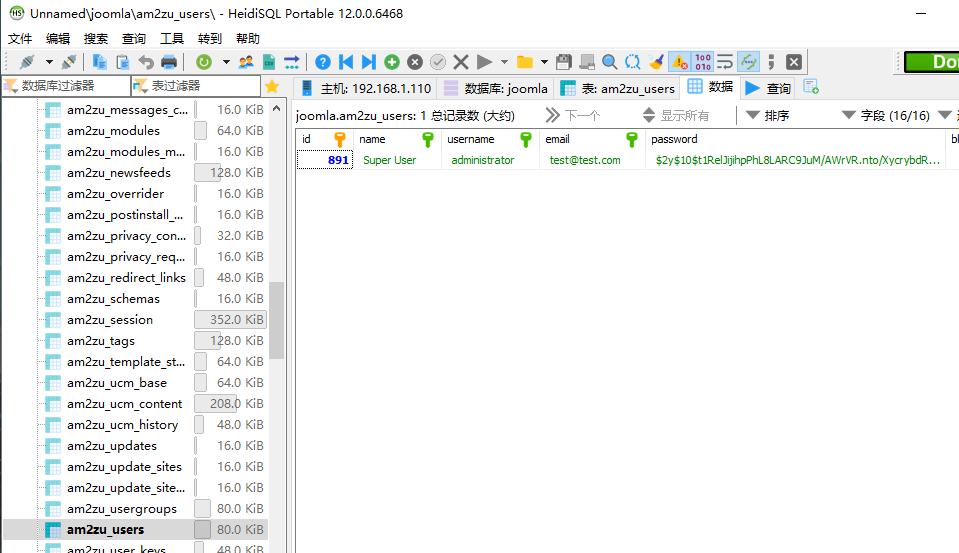 Unnamed\joomla\am2zu_users\ - HeidiSQL Portable 12.0.0.6468
文件 编辑 搜索 查询 工具 转到 帮助
数据库过滤器 表过滤器
主机: 192.168.1.110 数据库: joomla 表: am2zu_users 数据 查询
joomla.am2zu_users: 1 总记录数 (大约) 下一个 显示所有 排序 字段 (16/16)
id name username email password bl
891 Super User administrator test@test.com
am2zu_messages_c... 16.0 KiB
am2zu_modules 64.0 KiB
am2zu_modules_m... 16.0 KiB
am2zu_newsfeeds 128.0 KiB
am2zu_overrider 16.0 KiB
am2zu_postinstall_... 16.0 KiB
am2zu_privacy_con... 32.0 KiB
am2zu_privacy_req... 16.0 KiB
am2zu_redirect_links 48.0 KiB
am2zu_schemas 16.0 KiB
am2zu_session 352.0 KiB
am2zu_tags 128.0 KiB
am2zu_template_st... 64.0 KiB
am2zu_ucm_base 64.0 KiB
am2zu_ucm_content 208.0 KiB
am2zu_ucm_history 48.0 KiB
am2zu_updates 16.0 KiB
am2zu_update_sites 16.0 KiB
am2zu_update_site... 16.0 KiB
am2zu_usergroups 80.0 KiB
am2zu_users 80.0 KiB
am2zu_user_keys 48.0 KiB